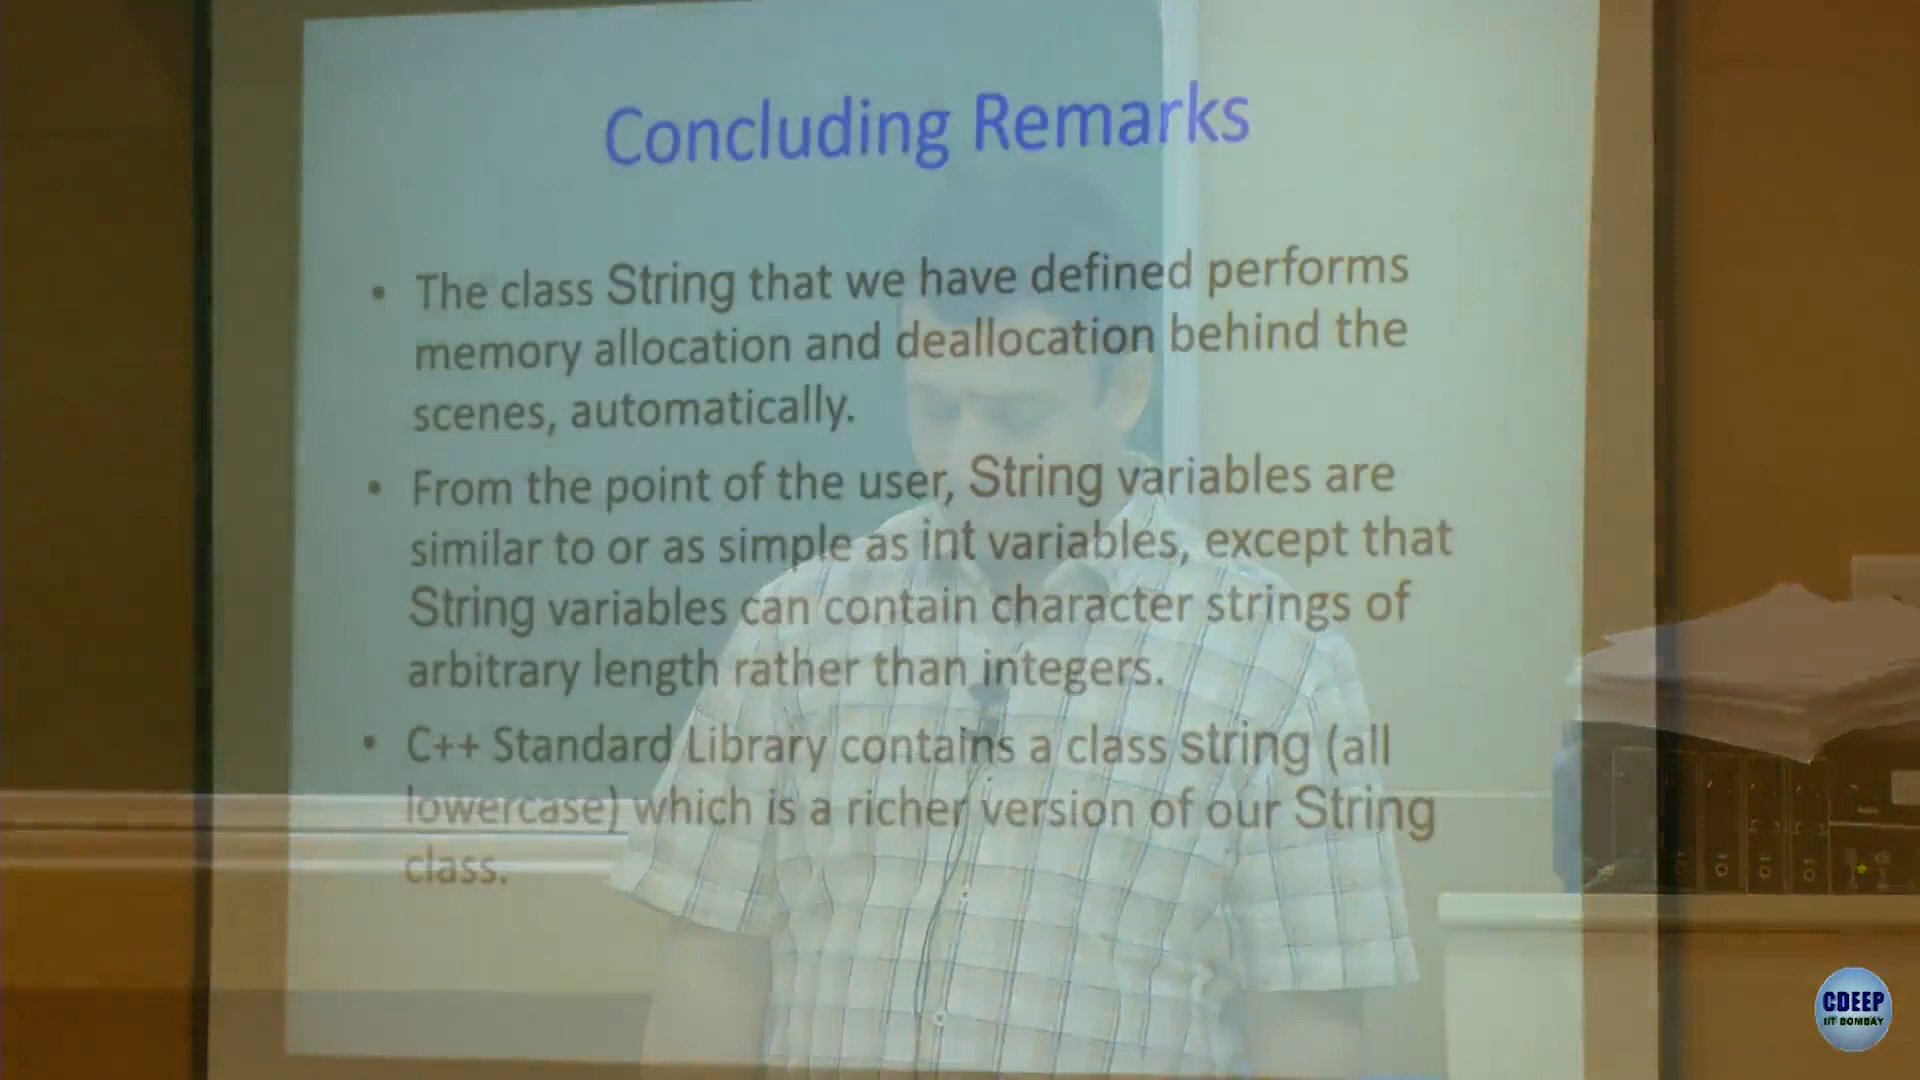 Concluding Remarks
• The class String that we have defined performs
memory allocation and deallocation behind the
scenes, automatically.
• From the point of the user, String variables are
similar to or as simple as int variables, except that
String variables can contain character strings of
arbitrary length rather than integers.
• C++ Standard Library contains a class string (all
lowercase) which is a richer version of our String
class.
CDEEP
IIT BOMBAY